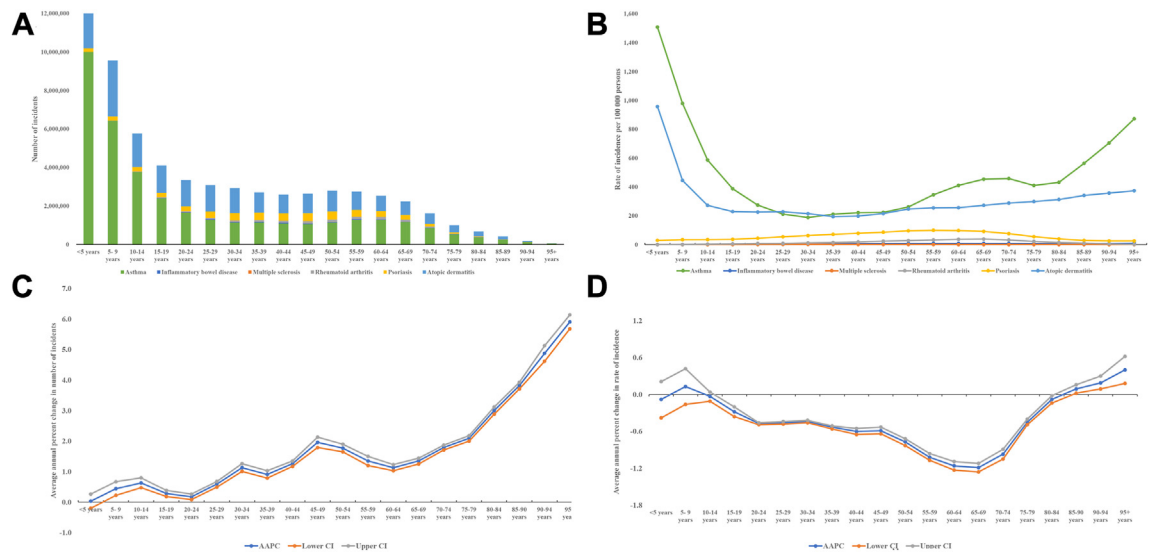 A
12,000,000
10,000,000
8,000,000
6,000,000
4,000,000
2,000,000
0
Number of incidents
<5 years
5- 9 years
10-14 years
15-19 years
20-24 years
25-29 years
30-34 years
35-39 years
40-44 years
45-49 years
50-54 years
55-59 years
60-64 years
65-69 years
70-74 years
75-79 years
80-84 years
85-89 years
90-94 years
95+ years
Asthma Inflammatory bowel disease Multiple sclerosis Rheumatoid arthritis Psoriasis Atopic dermatitis
B
1,600
1,400
1,200
1,000
800
600
400
200
0
Rate of incidence per 100 000 persons
<5 years
5- 9 years
10-14 years
15-19 years
20-24 years
25-29 years
30-34 years
35-39 years
40-44 years
45-49 years
50-54 years
55-59 years
60-64 years
65-69 years
70-74 years
75-79 years
80-84 years
85-89 years
90-94 years
95+ years
Asthma Inflammatory bowel disease Multiple sclerosis Rheumatoid arthritis Psoriasis Atopic dermatitis
C
7.0
6.0
5.0
4.0
3.0
2.0
1.0
0.0
-1.0
Average annual percent change in number of incidents
<5 years
5- 9 years
10-14 years
15-19 years
20-24 years
25-29 years
30-34 years
35-39 years
40-44 years
45-49 years
50-54 years
55-59 years
60-64 years
65-69 years
70-74 years
75-79 years
80-84 years
85-90 years
90-94 years
95 years
AAPC Lower CI Upper CI
D
1.2
0.6
0.0
-0.6
-1.2
-1.8
Average annual percent change in rate of incidence
<5 years
5- 9 years
10-14 years
15-19 years
20-24 years
25-29 years
30-34 years
35-39 years
40-44 years
45-49 years
50-54 years
55-59 years
60-64 years
65-69 years
70-74 years
75-79 years
80-84 years
85-90 years
90-94 years
95+ years
AAPC Lower CI Upper CI